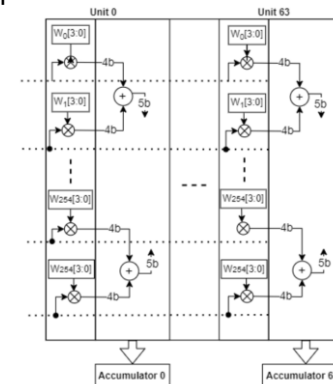 Unit 0
Unit 63
W0[3:0]
W0[3:0]
4b
4b
5b
5b
W1[3:0]
W1[3:0]
4b
4b
W254[3:0]
W254[3:0]
4b
4b
5b
5b
W254[3:0]
W254[3:0]
4b
4b
Accumulator 0
Accumulator 6